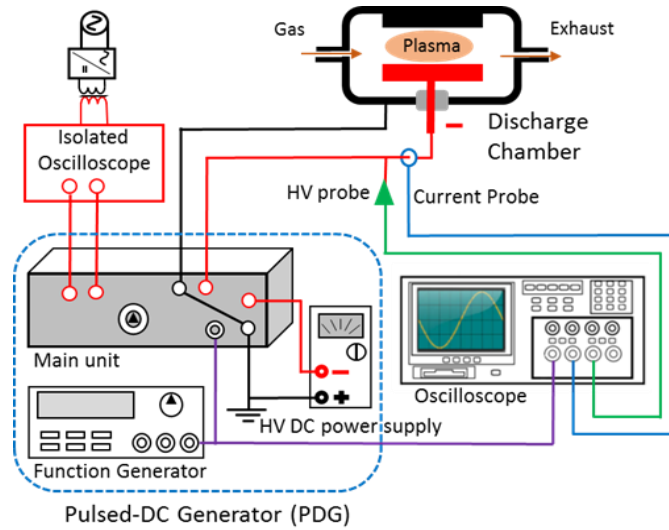 Gas
Exhaust
Plasma
Isolated
Oscilloscope
Discharge
Chamber
HV probe
Current Probe
Main unit
Oscilloscope
HV DC power supply
Function Generator
Pulsed-DC Generator (PDG)